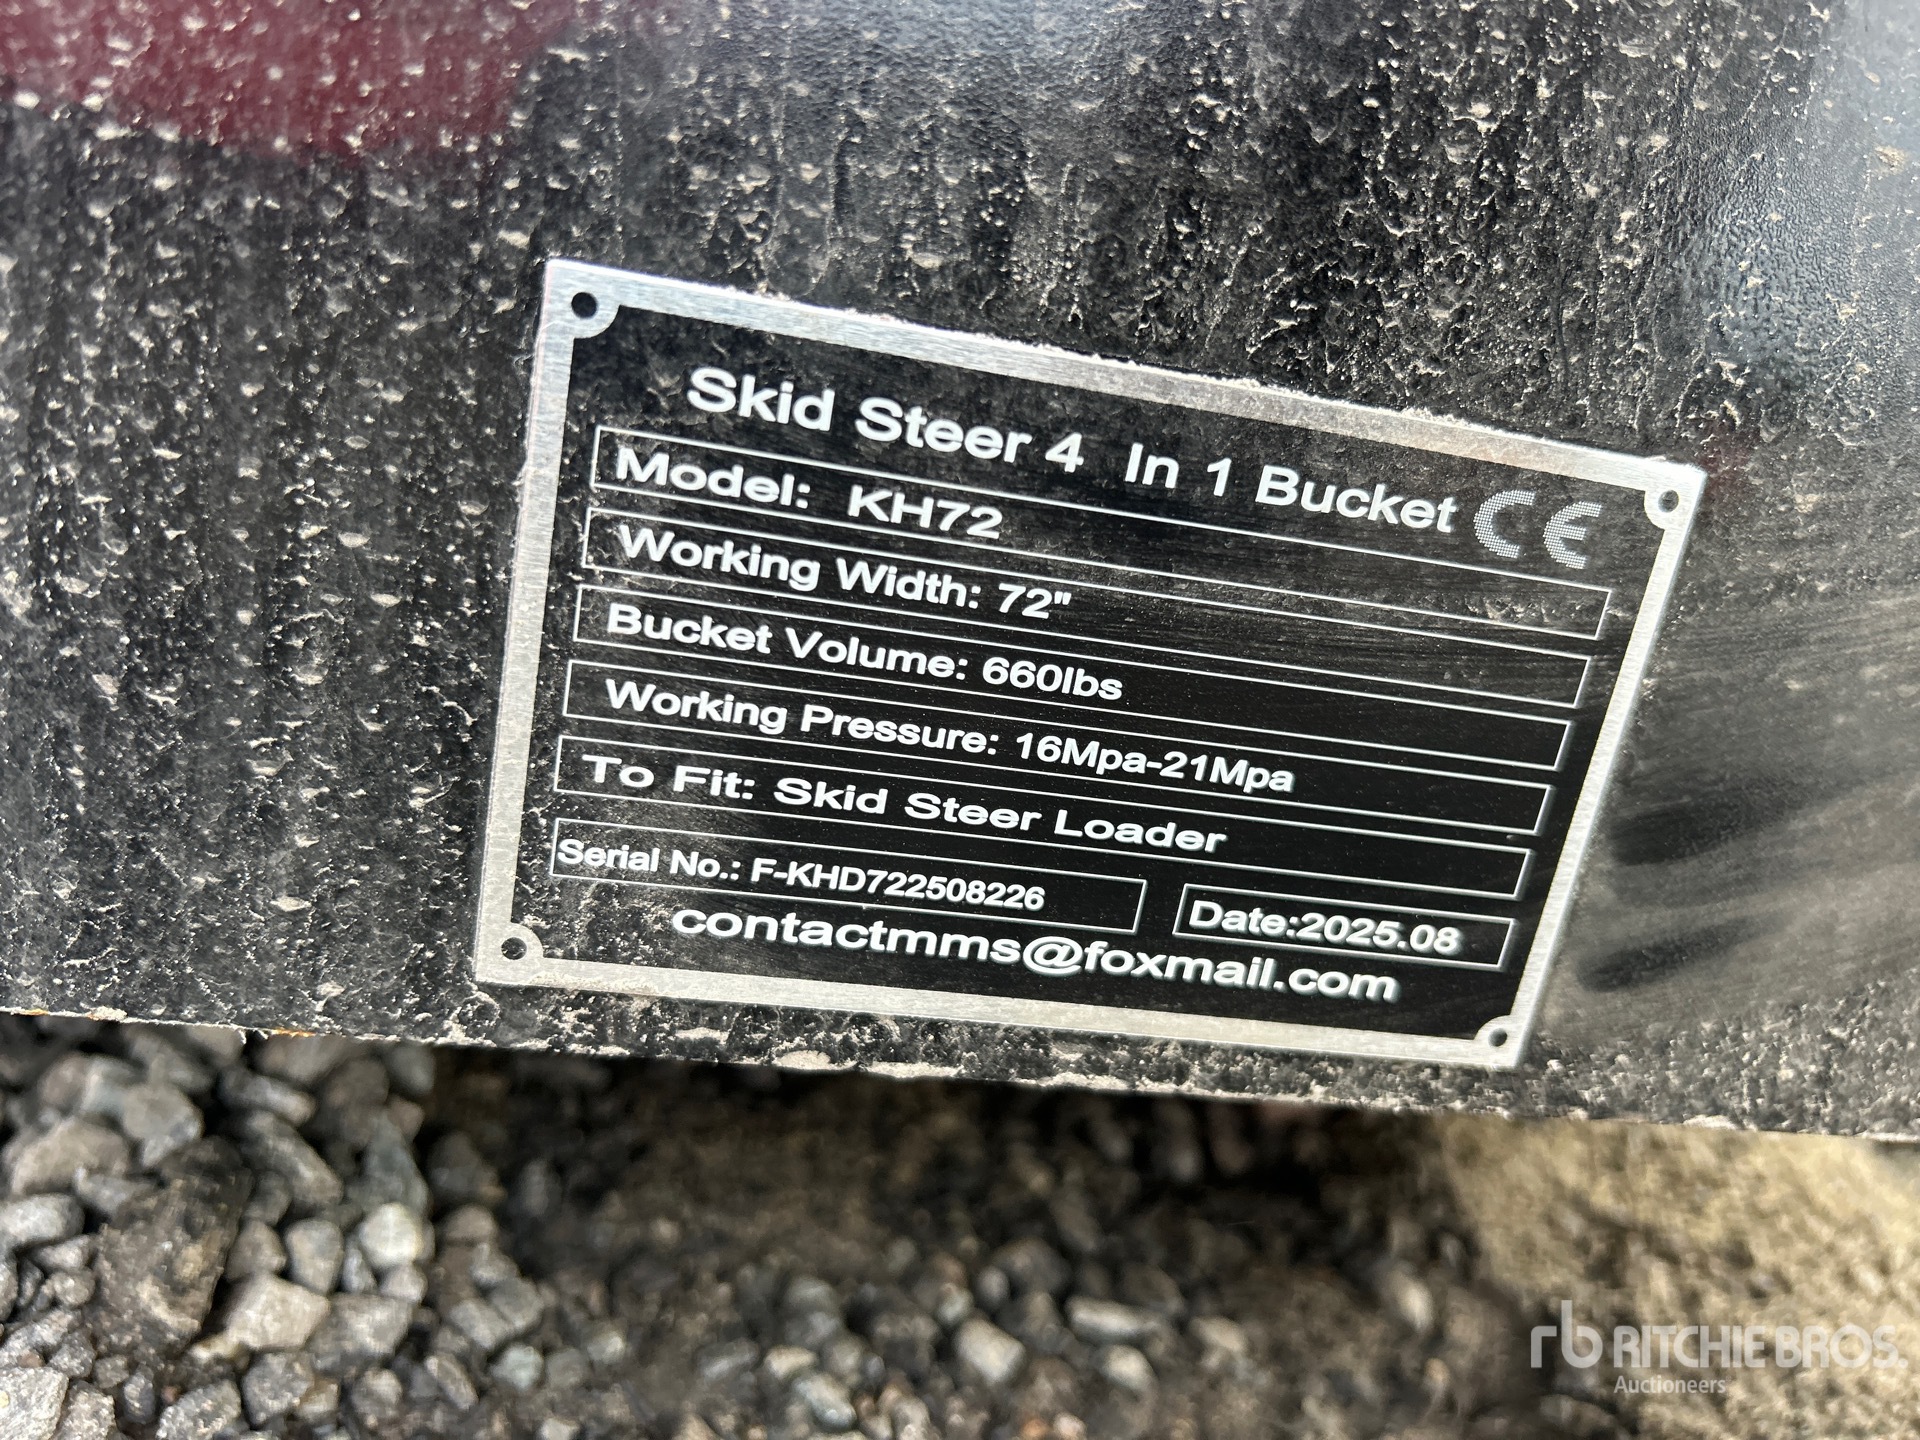 Skid Steer 4 In 1 Bucket CE
Model: KH72
Working Width: 72"
Bucket Volume: 660lbs
Working Pressure: 16Mpa-21Mpa
To Fit: Skid Steer Loader
Serial No.: F-KHD722508226
Date:2025.08
contactmms@foxmail.com
rb RITCHIE BROS.
Auctioneers